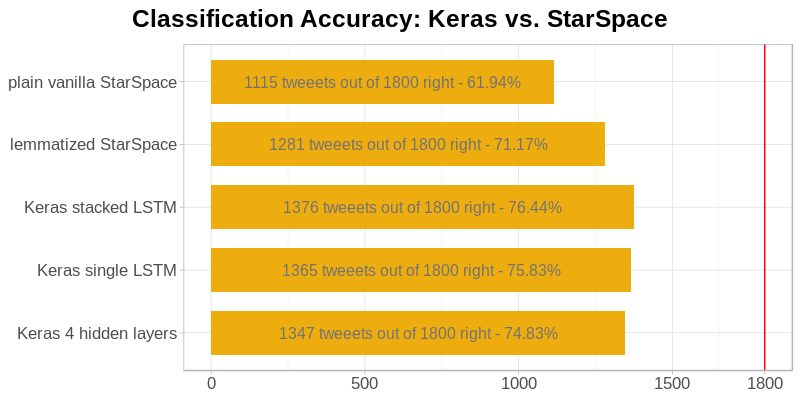 Classification Accuracy: Keras vs. StarSpace
plain vanilla StarSpace
1115 tweeets out of 1800 right - 61.94%
lemmatized StarSpace
1281 tweeets out of 1800 right - 71.17%
Keras stacked LSTM
1376 tweeets out of 1800 right - 76.44%
Keras single LSTM
1365 tweeets out of 1800 right - 75.83%
Keras 4 hidden layers
1347 tweeets out of 1800 right - 74.83%
0 500 1000 1500 1800